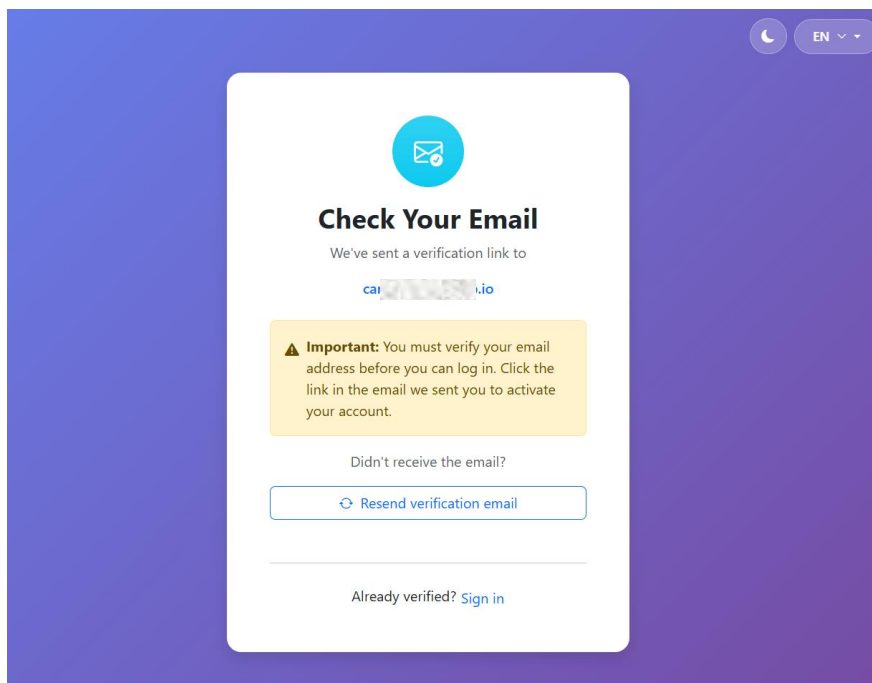 EN
Check Your Email
We've sent a verification link to
Important: You must verify your email
address before you can log in. Click the
link in the email we sent you to activate
your account.
Didn't receive the email?
Resend verification email
Already verified? Sign in